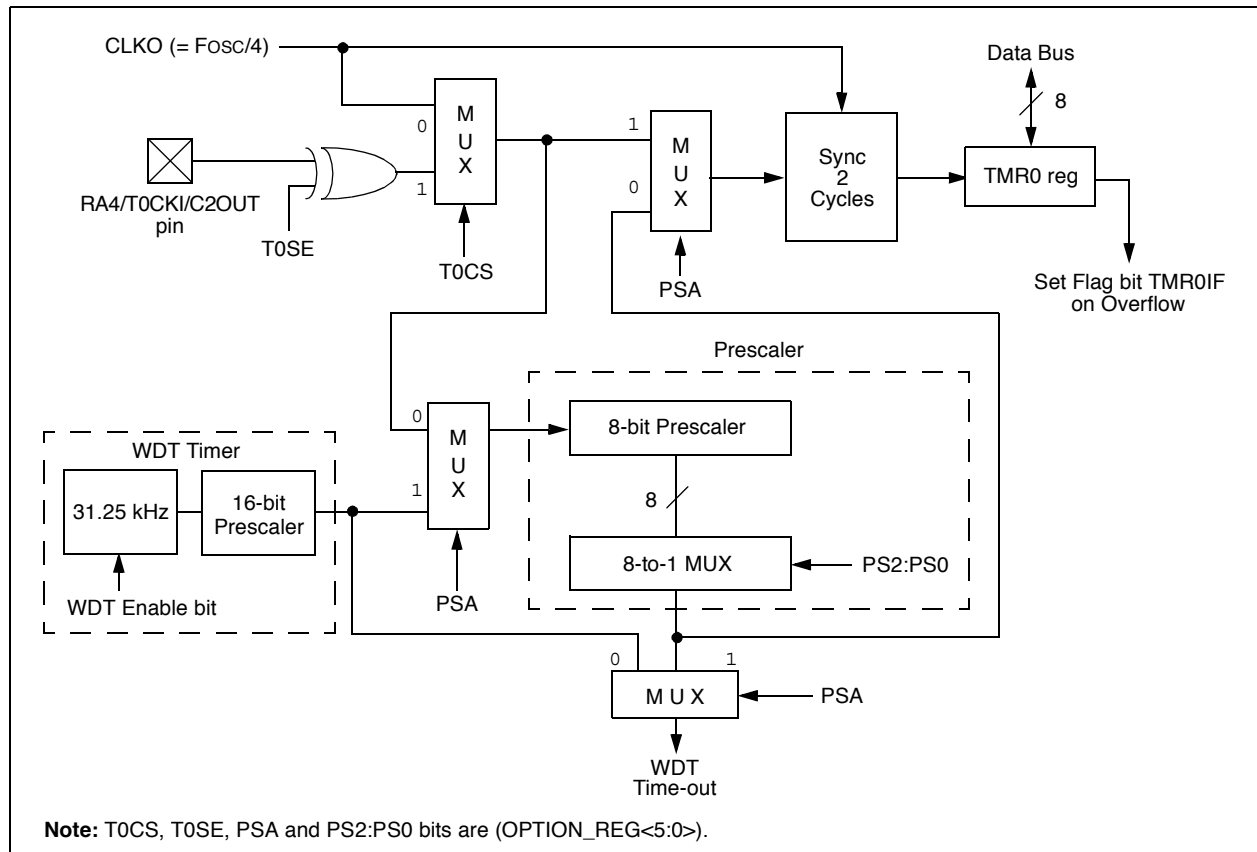 CLKO (= FOSC/4)
Data Bus
8
M
U
X
0
1
1
0
M
U
X
Sync
2
Cycles
TMR0 reg
RA4/T0CKI/C2OUT
pin
T0SE
T0CS
PSA
Set Flag bit TMR0IF
on Overflow
Prescaler
0
1
M
U
X
8-bit Prescaler
WDT Timer
31.25 kHz
16-bit
Prescaler
8
8-to-1 MUX
PS2:PS0
WDT Enable bit
PSA
0
1
M U X
PSA
WDT
Time-out
Note: T0CS, T0SE, PSA and PS2:PS0 bits are (OPTION_REG<5:0>).